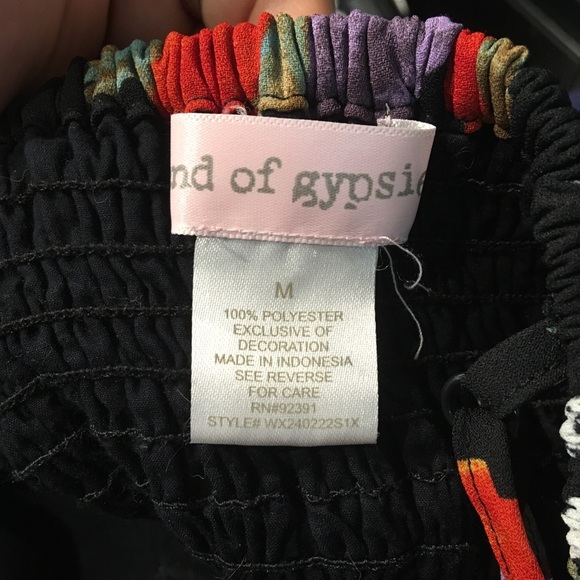 nd of gypsie
M
100% POLYESTER
EXCLUSIVE OF
DECORATION
MADE IN INDONESIA
SEE REVERSE
FOR CARE
RN#92391
STYLE# WX240222S1X